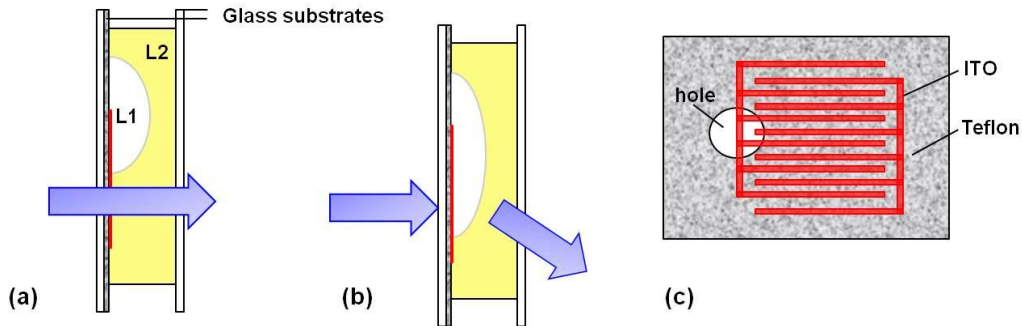 Glass substrates
L2
L1
(a)
(b)
hole
ITO
Teflon
(c)